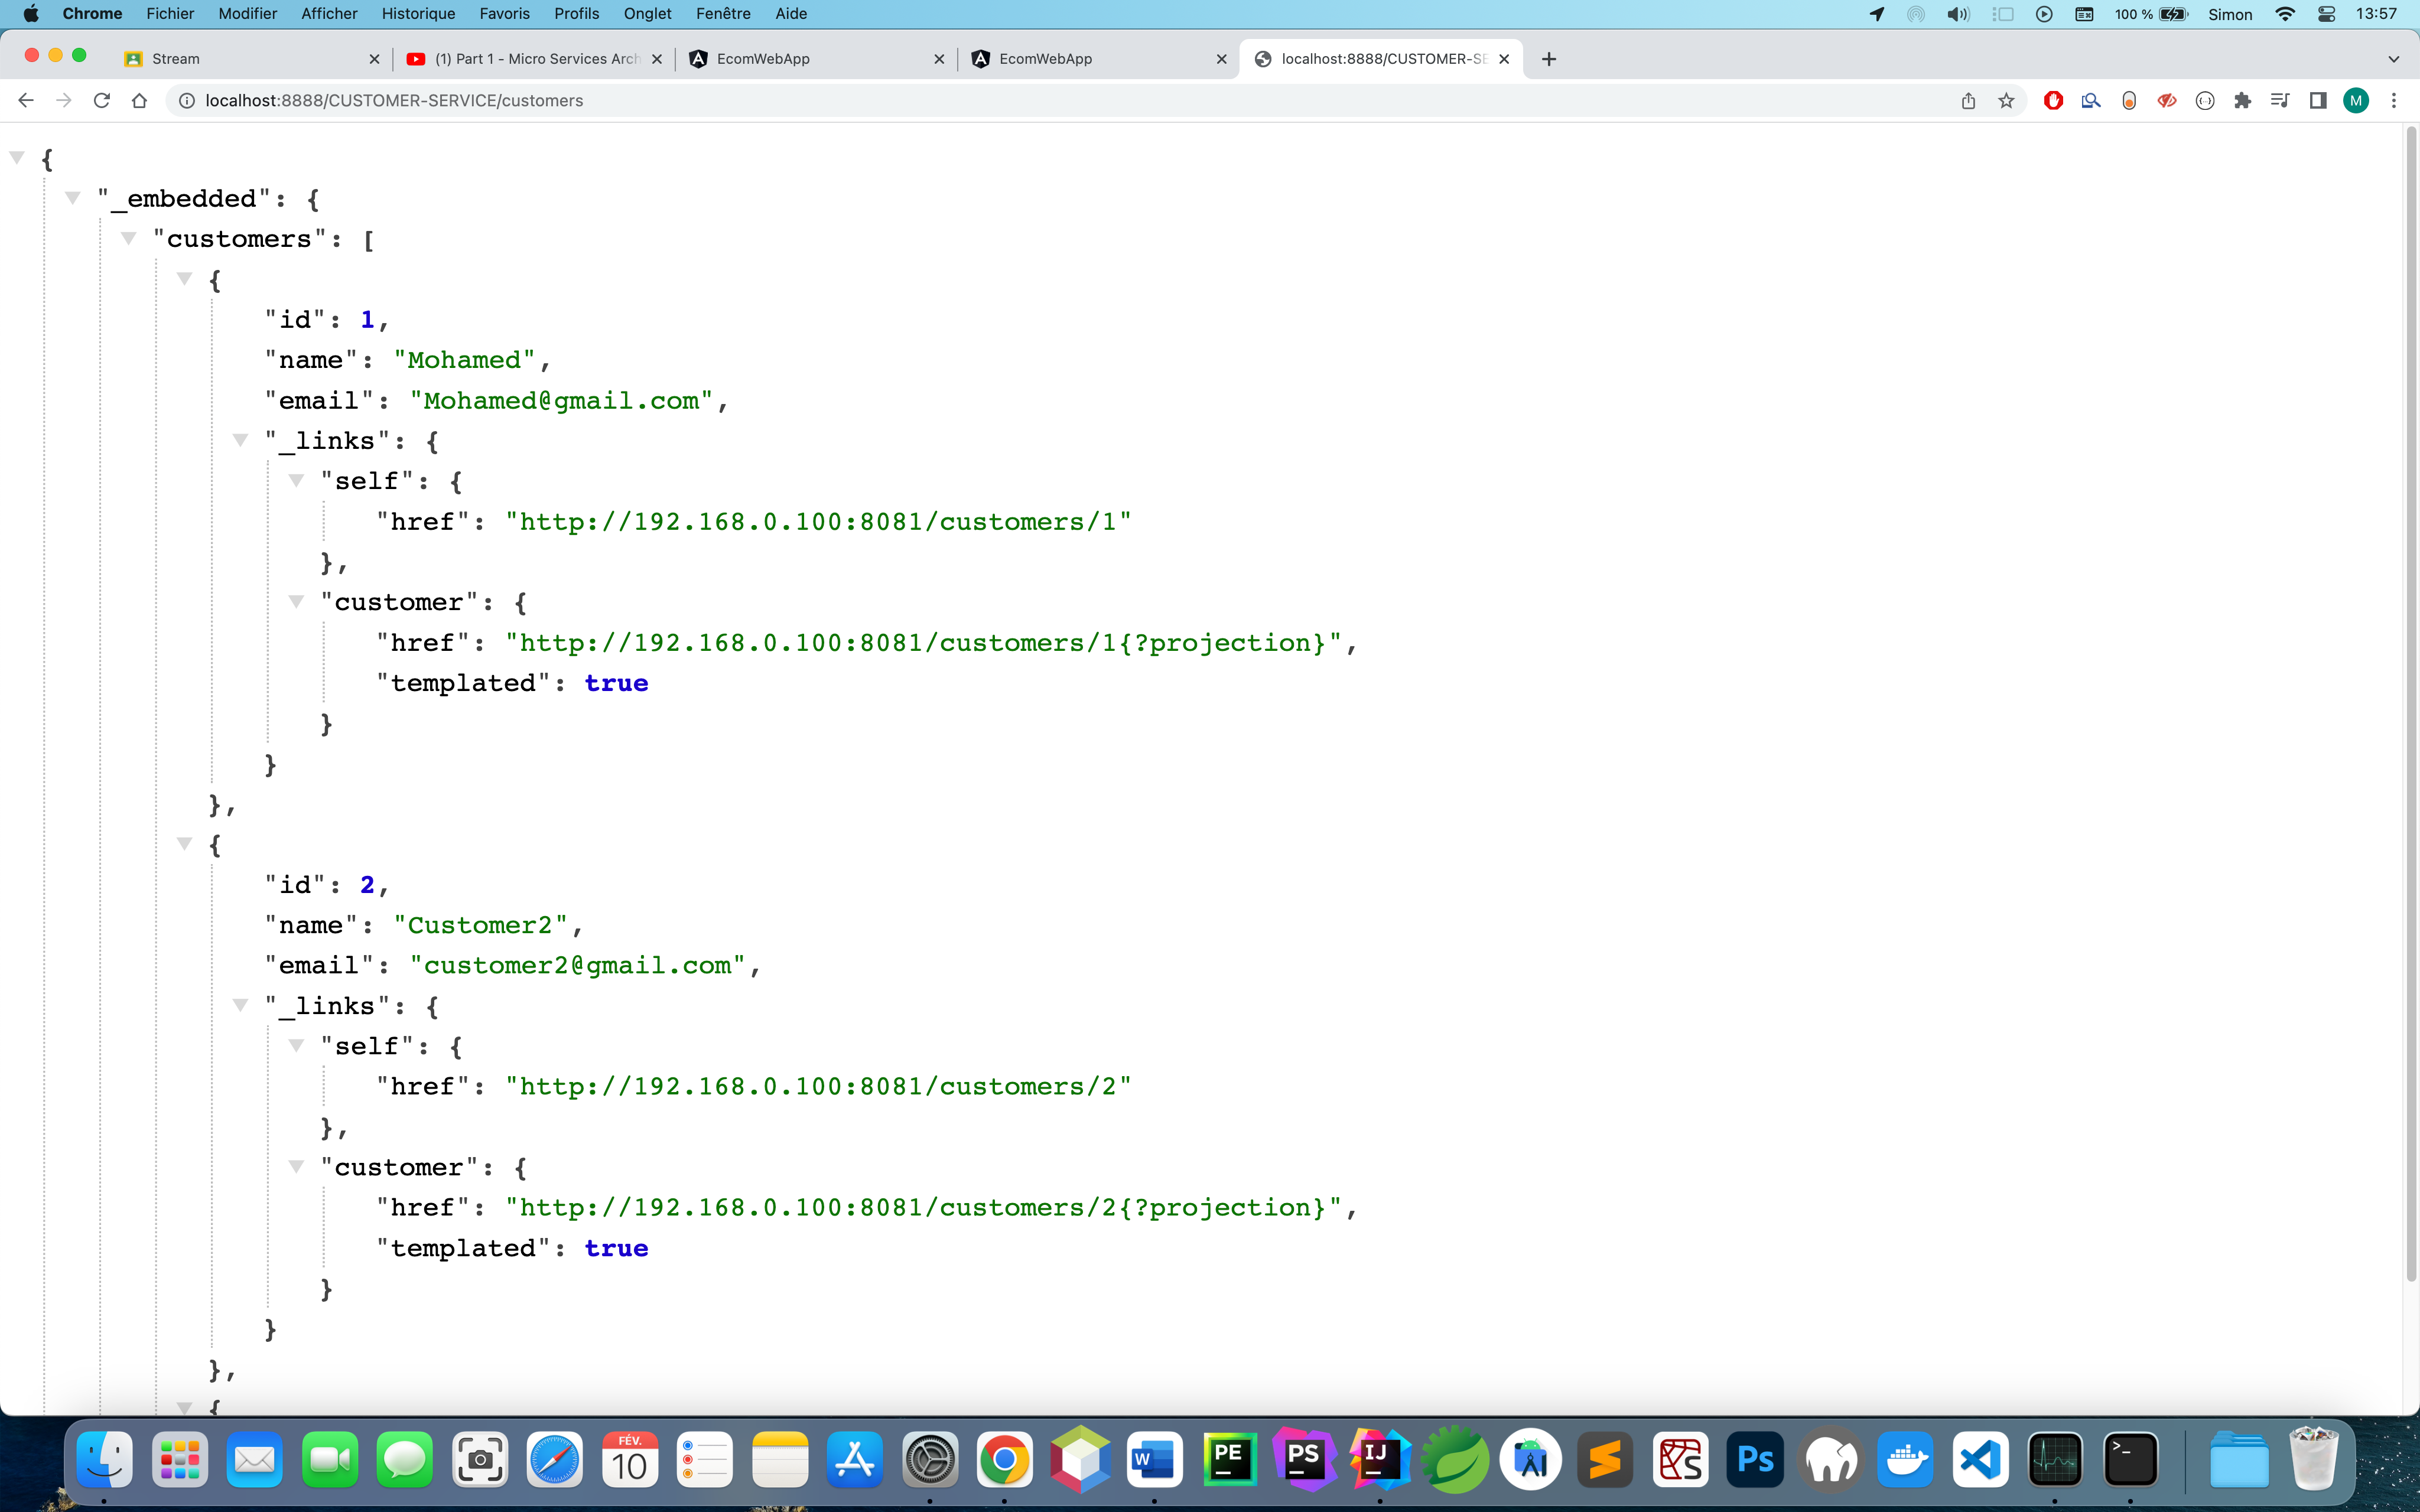 Chrome Fichier Modifier Afficher Historique Favoris Profils Onglet Fenêtre Aide 100 % Simon 13:57
Stream (1) Part 1 - Micro Services Arch EcomWebApp EcomWebApp localhost:8888/CUSTOMER-SE
localhost:8888/CUSTOMER-SERVICE/customers M
{
"_embedded": {
"customers": [
{
"id": 1,
"name": "Mohamed",
"email": "Mohamed@gmail.com",
"_links": {
"self": {
"href": "http://192.168.0.100:8081/customers/1"
},
"customer": {
"href": "http://192.168.0.100:8081/customers/1{?projection}",
"templated": true
}
}
},
{
"id": 2,
"name": "Customer2",
"email": "customer2@gmail.com",
"_links": {
"self": {
"href": "http://192.168.0.100:8081/customers/2"
},
"customer": {
"href": "http://192.168.0.100:8081/customers/2{?projection}",
"templated": true
}
}
},
{
FÉV.
10 W PE PS IJ Ps >_